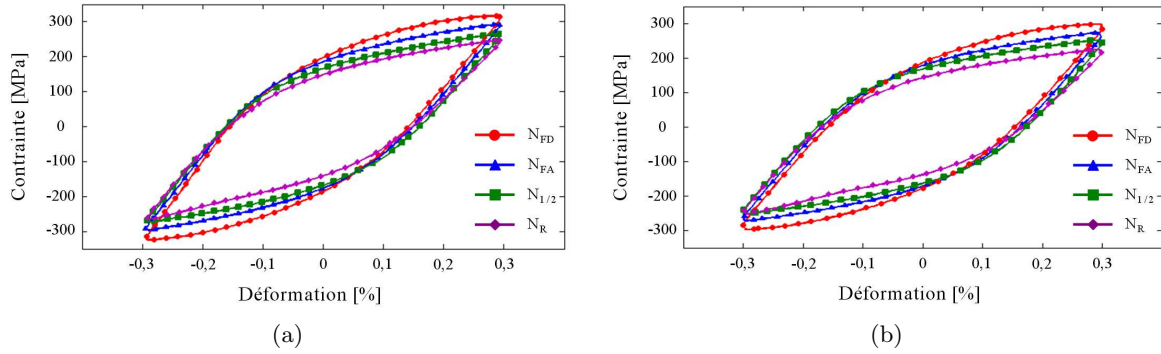 300
200
100
0
-100
-200
-300
Contrainte [MPa]
-0,3 -0,2 -0,1 0 0,1 0,2 0,3
Déformation [%]
N_FD
N_FA
N_1/2
N_R
(a)
300
200
100
0
-100
-200
-300
Contrainte [MPa]
-0,3 -0,2 -0,1 0 0,1 0,2 0,3
Déformation [%]
N_FD
N_FA
N_1/2
N_R
(b)